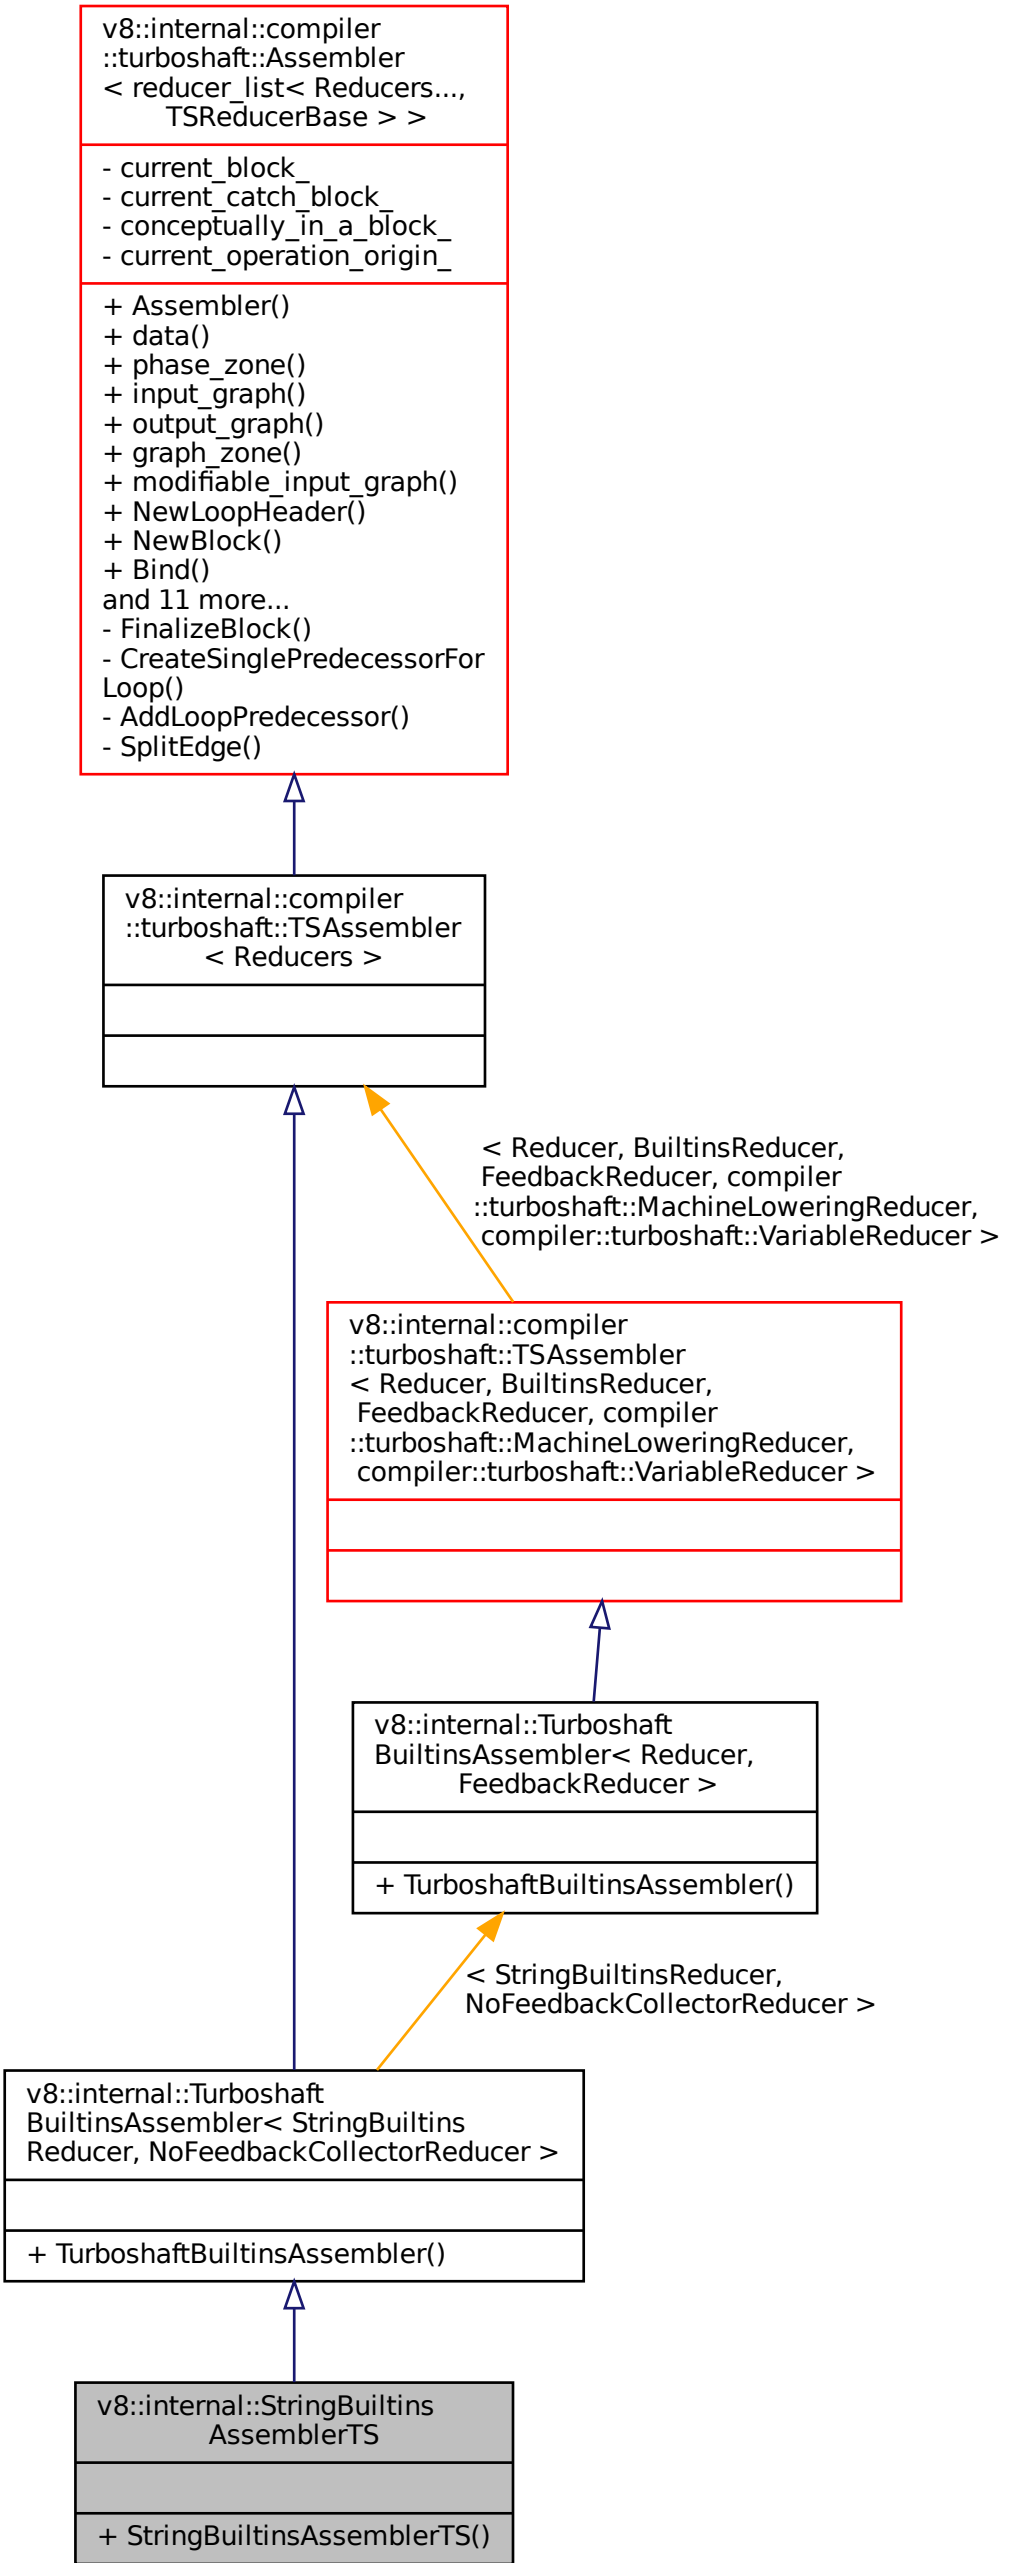 v8::internal::compiler
::turboshaft::Assembler
< reducer_list< Reducers...,
TSReducerBase > >
- current_block_
- current_catch_block_
- conceptually_in_a_block_
- current_operation_origin_
+ Assembler()
+ data()
+ phase_zone()
+ input_graph()
+ output_graph()
+ graph_zone()
+ modifiable_input_graph()
+ NewLoopHeader()
+ NewBlock()
+ Bind()
and 11 more...
- FinalizeBlock()
- CreateSinglePredecessorFor
Loop()
- AddLoopPredecessor()
- SplitEdge()
v8::internal::compiler
::turboshaft::TSAssembler
< Reducers >
< Reducer, BuiltinsReducer,
FeedbackReducer, compiler
::turboshaft::MachineLoweringReducer,
compiler::turboshaft::VariableReducer >
v8::internal::compiler
::turboshaft::TSAssembler
< Reducer, BuiltinsReducer,
FeedbackReducer, compiler
::turboshaft::MachineLoweringReducer,
compiler::turboshaft::VariableReducer >
v8::internal::Turboshaft
BuiltinsAssembler< Reducer,
FeedbackReducer >
+ TurboshaftBuiltinsAssembler()
< StringBuiltinsReducer,
NoFeedbackCollectorReducer >
v8::internal::Turboshaft
BuiltinsAssembler< StringBuiltins
Reducer, NoFeedbackCollectorReducer >
+ TurboshaftBuiltinsAssembler()
v8::internal::StringBuiltins
AssemblerTS
+ StringBuiltinsAssemblerTS()